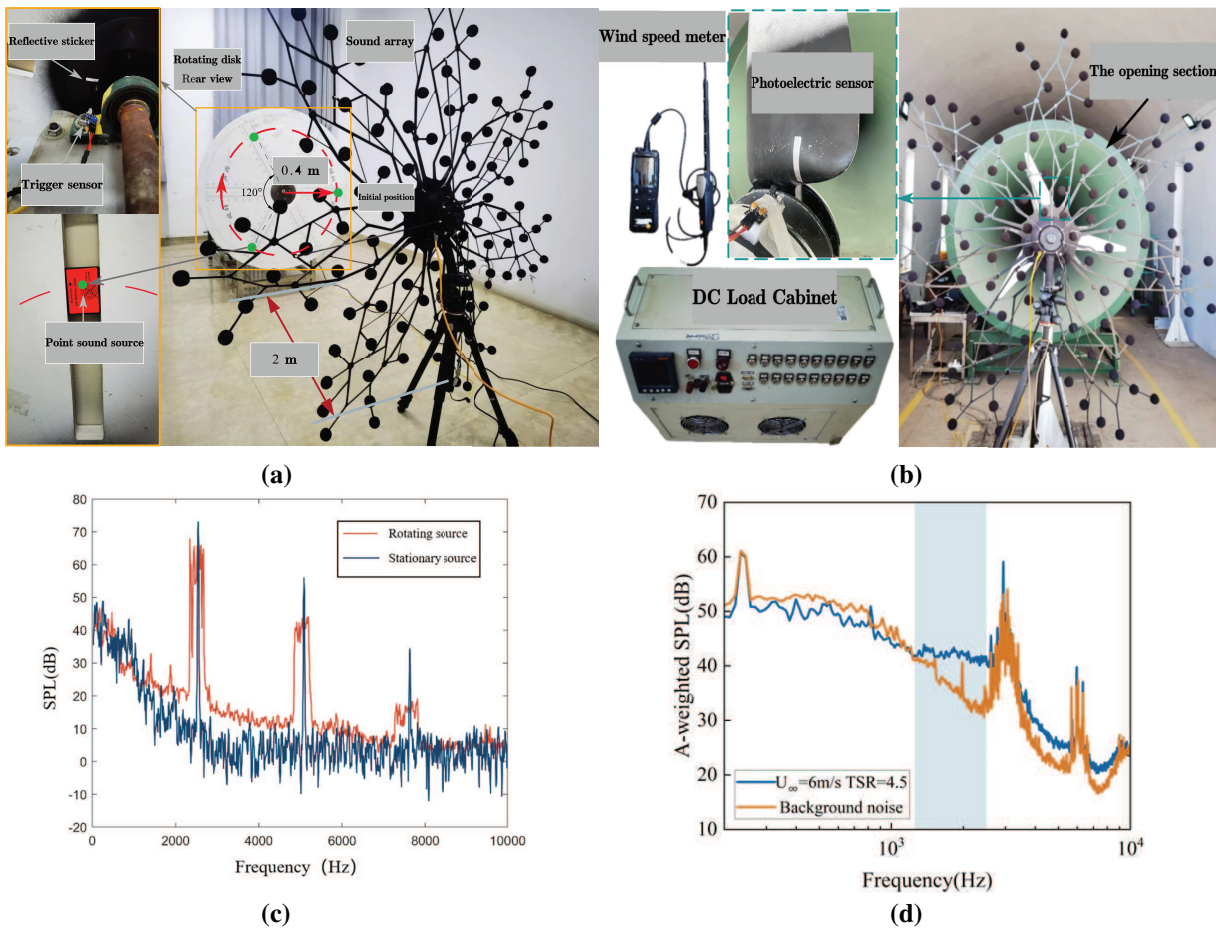 Reflective sticker
Trigger sensor
Point sound source
Rotating disk
Rear view
Sound array
0.4 m
120°
Initial position
2 m
(a)
Wind speed meter
Photoelectric sensor
The opening section
DC Load Cabinet
(b)
80
70
60
50
40
30
20
10
0
-10
-20
SPL(dB)
Rotating source
Stationary source
0
2000
4000
6000
8000
10000
Frequency (Hz)
(c)
70
60
50
40
30
20
10
A-weighted SPL(dB)
U∞=6m/s TSR=4.5
Background noise
10³
10⁴
Frequency(Hz)
(d)